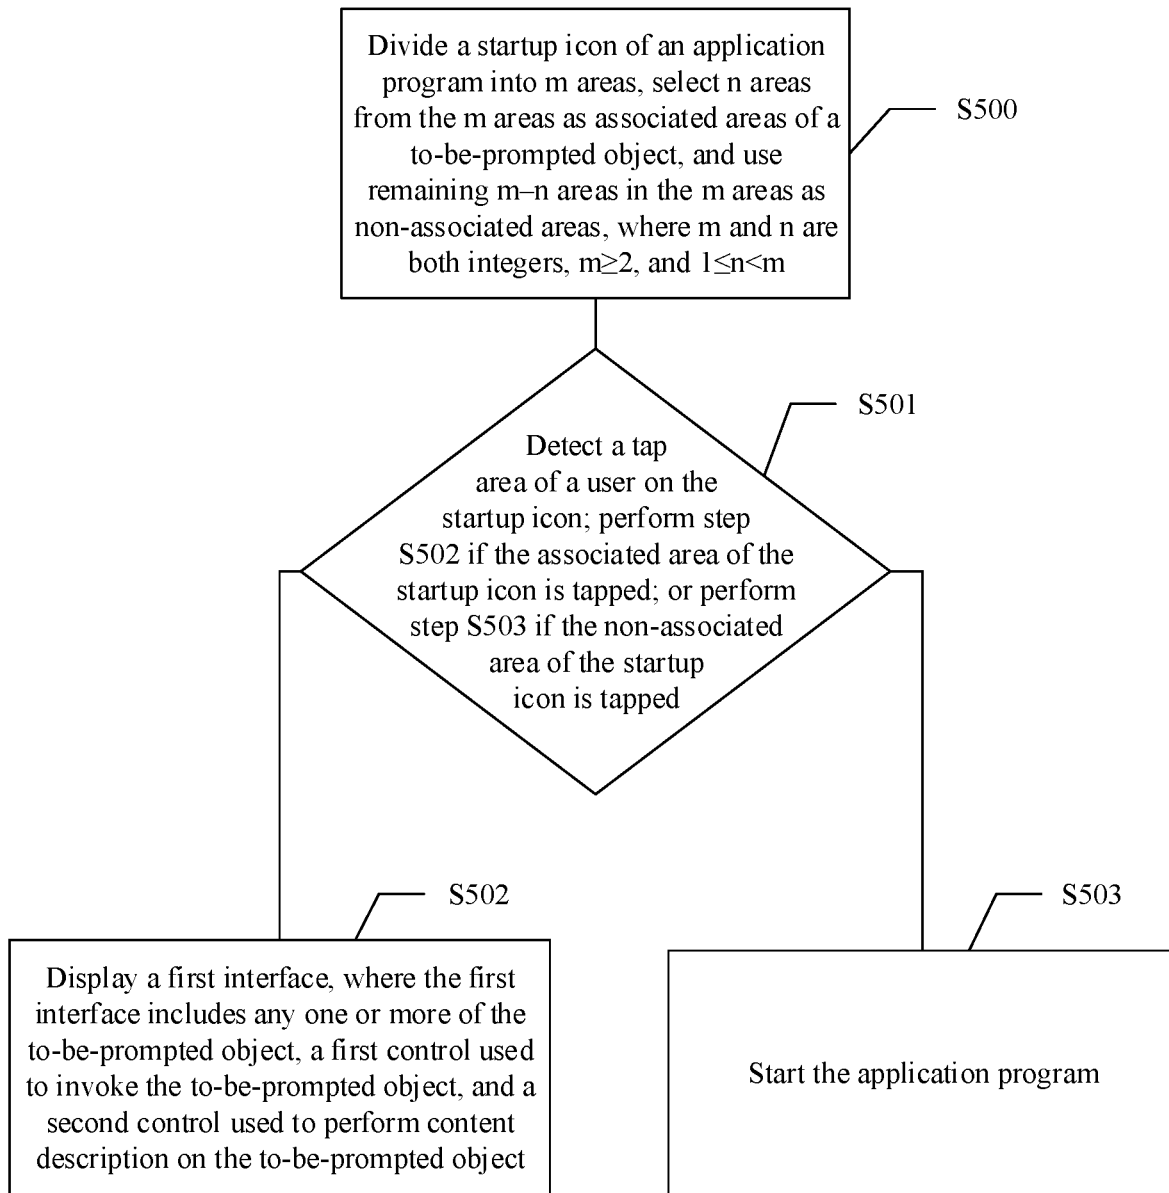 Divide a startup icon of an application
program into m areas, select n areas
from the m areas as associated areas of a
to-be-prompted object, and use
remaining m–n areas in the m areas as
non-associated areas, where m and n are
both integers, m≥2, and 1≤n<m
S500
S501
Detect a tap
area of a user on the
startup icon; perform step
S502 if the associated area of the
startup icon is tapped; or perform
step S503 if the non-associated
area of the startup
icon is tapped
S502
Display a first interface, where the first
interface includes any one or more of the
to-be-prompted object, a first control used
to invoke the to-be-prompted object, and a
second control used to perform content
description on the to-be-prompted object
S503
Start the application program